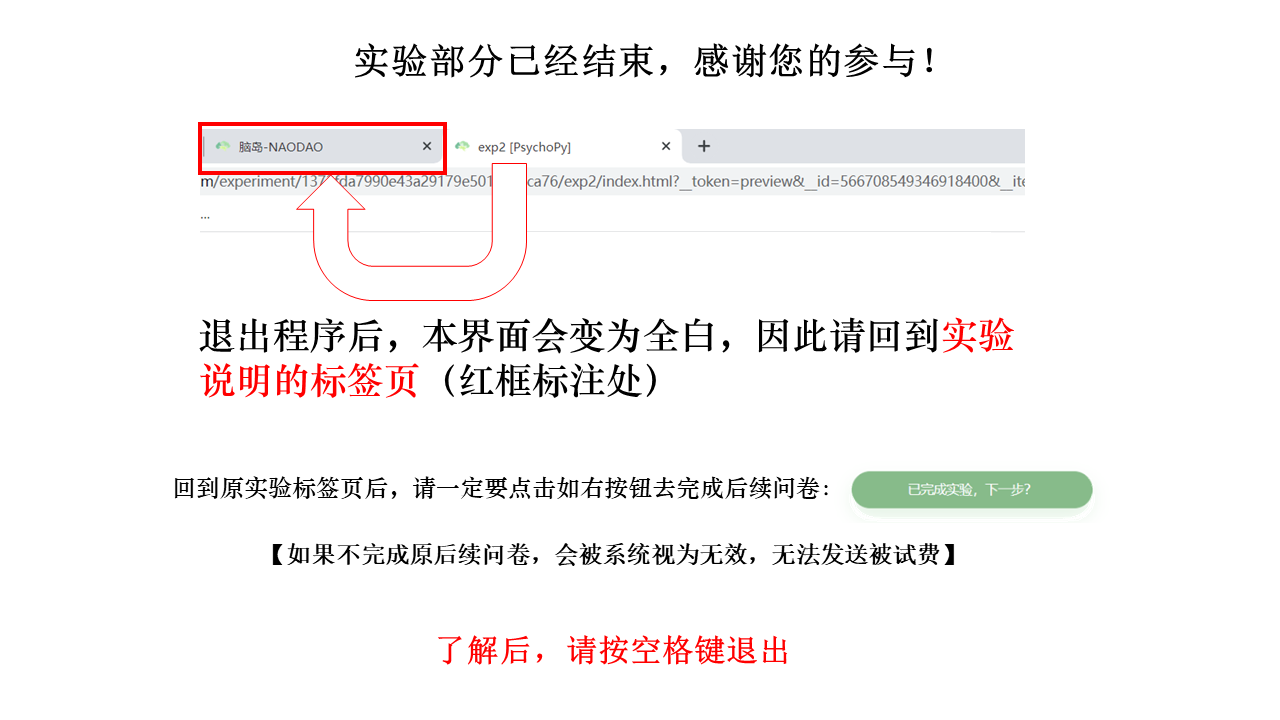 实验部分已经结束，感谢您的参与！
脑岛-NAODAO
exp2 [PsychoPy]
m/experiment/137 fda7990e43a29179e501 ca76/exp2/index.html?__token=preview&__id=566708549346918400&__ite
...
退出程序后，本界面会变为全白，因此请回到实验
说明的标签页（红框标注处）
回到原实验标签页后，请一定要点击如右按钮去完成后续问卷：
已完成实验，下一步?
【如果不完成原后续问卷，会被系统视为无效，无法发送被试费】
了解后，请按空格键退出